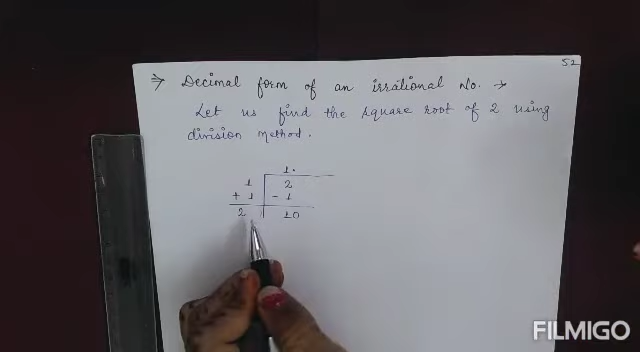 52
⇒ Decimal form of an irrational No. →
Let us find the square root of 2 using
division method.
1.
1 2
+ 1 - 1
2 10
FILMIGO